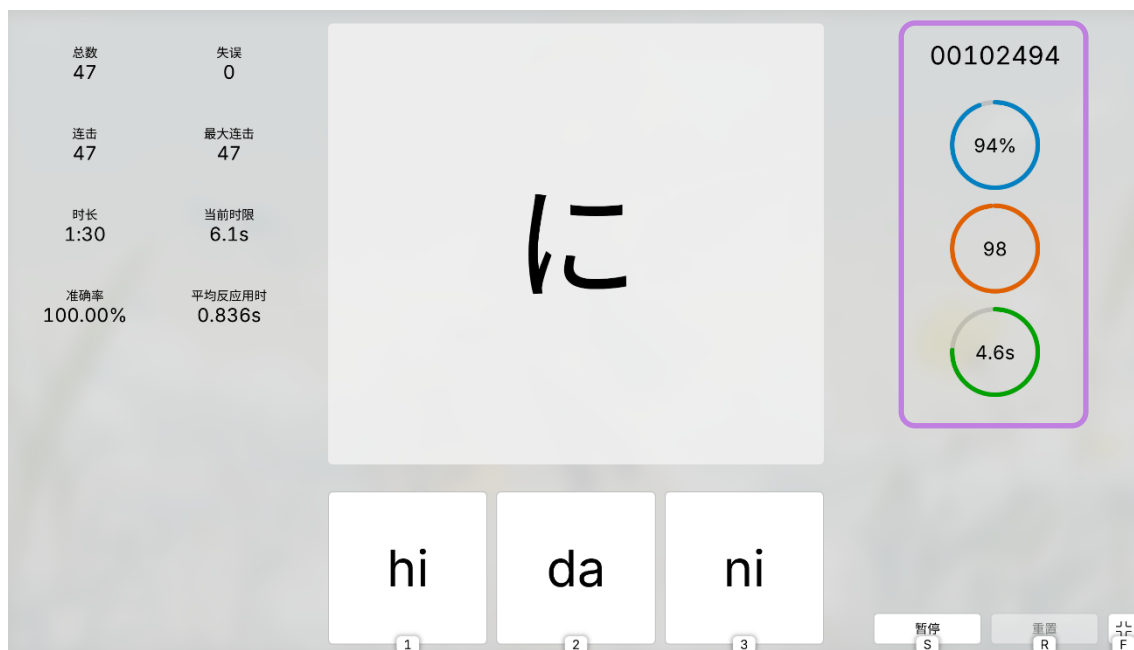 总数
47
失误
0
连击
47
最大连击
47
时长
1:30
当前时限
6.1s
准确率
100.00%
平均反应用时
0.836s
に
hi
1
da
2
ni
3
00102494
94%
98
4.6s
暂停
S
重置
R
F